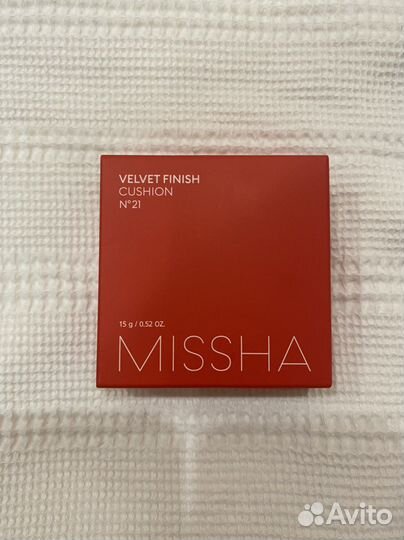 VELVET FINISH
CUSHION
N°21
15 g / 0.52 OZ.
MISSHA
Avito